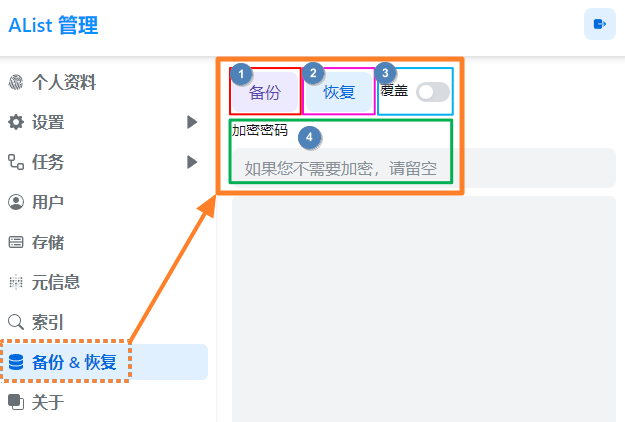 AList 管理
个人资料
设置
任务
用户
存储
元信息
索引
备份 & 恢复
关于
1 备份 2 恢复 3 覆盖
加密密码 4
如果您不需要加密，请留空